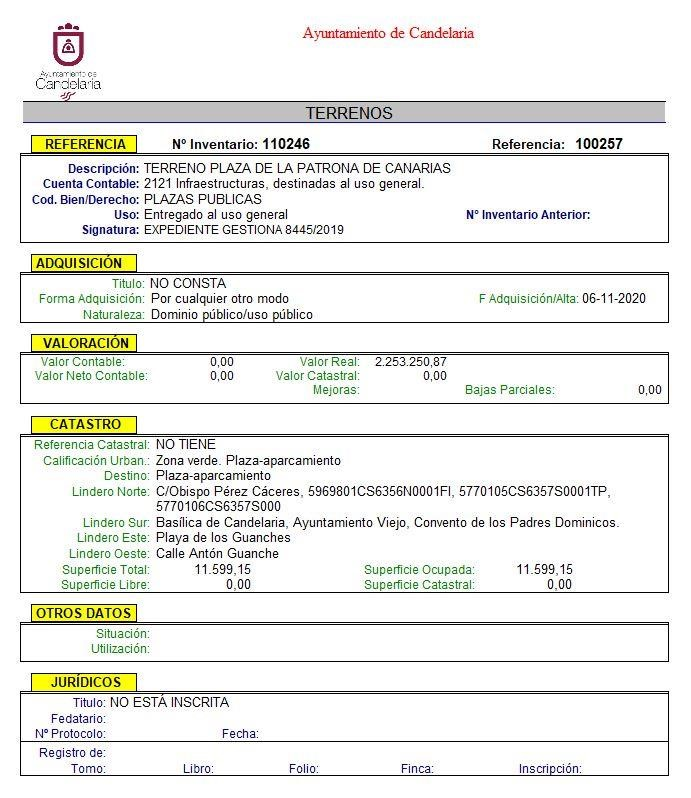 Ayuntamiento de Candelaria
Ayuntamiento de
Candelaria
TERRENOS
REFERENCIA Nº Inventario: 110246 Referencia: 100257
Descripción: TERRENO PLAZA DE LA PATRONA DE CANARIAS
Cuenta Contable: 2121 Infraestructuras, destinadas al uso general.
Cod. Bien/Derecho: PLAZAS PUBLICAS
Uso: Entregado al uso general Nº Inventario Anterior:
Signatura: EXPEDIENTE GESTIONA 8445/2019
ADQUISICIÓN
Titulo: NO CONSTA
Forma Adquisición: Por cualquier otro modo F Adquisición/Alta: 06-11-2020
Naturaleza: Dominio público/uso público
VALORACIÓN
Valor Contable: 0,00 Valor Real: 2.253.250,87
Valor Neto Contable: 0,00 Valor Catastral: 0,00
Mejoras: Bajas Parciales: 0,00
CATASTRO
Referencia Catastral: NO TIENE
Calificación Urban.: Zona verde. Plaza-aparcamiento
Destino: Plaza-aparcamiento
Lindero Norte: C/Obispo Pérez Cáceres, 5969801CS6356N0001FI, 5770105CS6357S0001TP,
5770106CS6357S000
Lindero Sur: Basílica de Candelaria, Ayuntamiento Viejo, Convento de los Padres Dominicos.
Lindero Este: Playa de los Guanches
Lindero Oeste: Calle Antón Guanche
Superficie Total: 11.599,15 Superficie Ocupada: 11.599,15
Superficie Libre: 0,00 Superficie Catastral: 0,00
OTROS DATOS
Situación:
Utilización:
JURÍDICOS
Titulo: NO ESTÁ INSCRITA
Fedatario:
Nº Protocolo: Fecha:
Registro de:
Tomo: Libro: Folio: Finca: Inscripción: